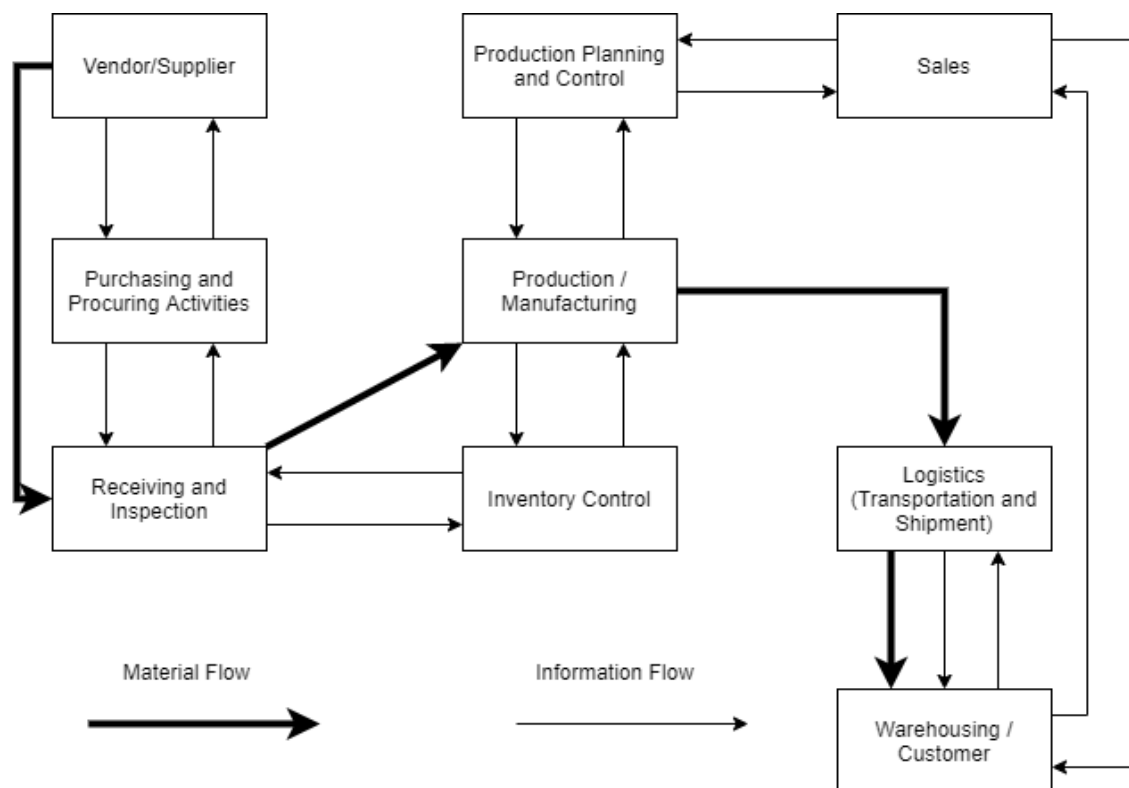 Vendor/Supplier
Production Planning
and Control
Sales
Purchasing and
Procuring Activities
Production /
Manufacturing
Receiving and
Inspection
Inventory Control
Logistics
(Transportation and
Shipment)
Material Flow
Information Flow
Warehousing /
Customer